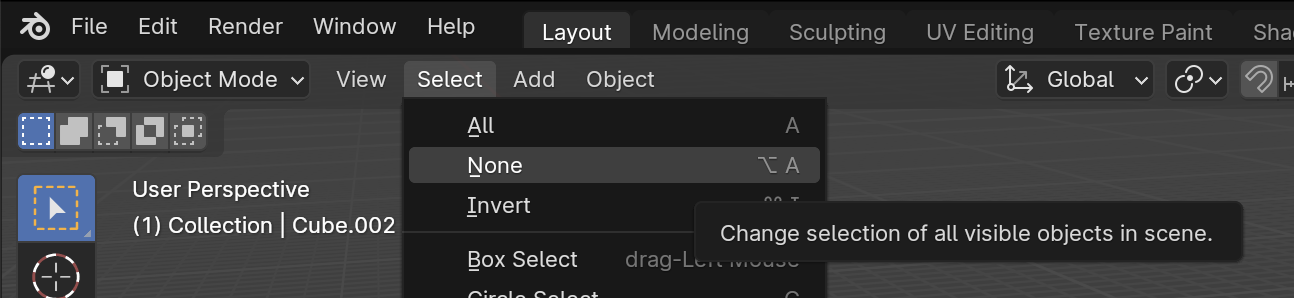 File Edit Render Window Help Layout Modeling Sculpting UV Editing Texture Paint
Object Mode View Select Add Object Global
All A
None ⌥ A
Invert
User Perspective
(1) Collection | Cube.002
Change selection of all visible objects in scene.
Box Select drag-Left Mouse
Circle Select C